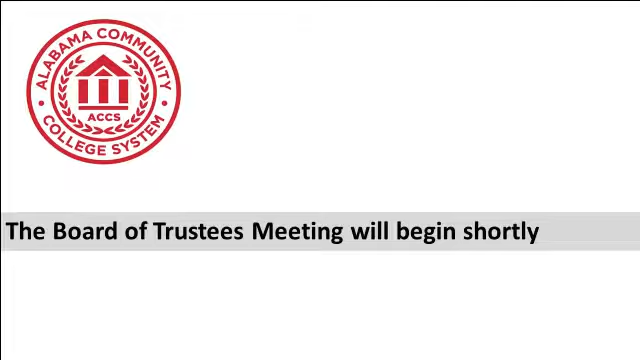 ALABAMA COMMUNITY
ACCS
COLLEGE SYSTEM
The Board of Trustees Meeting will begin shortly